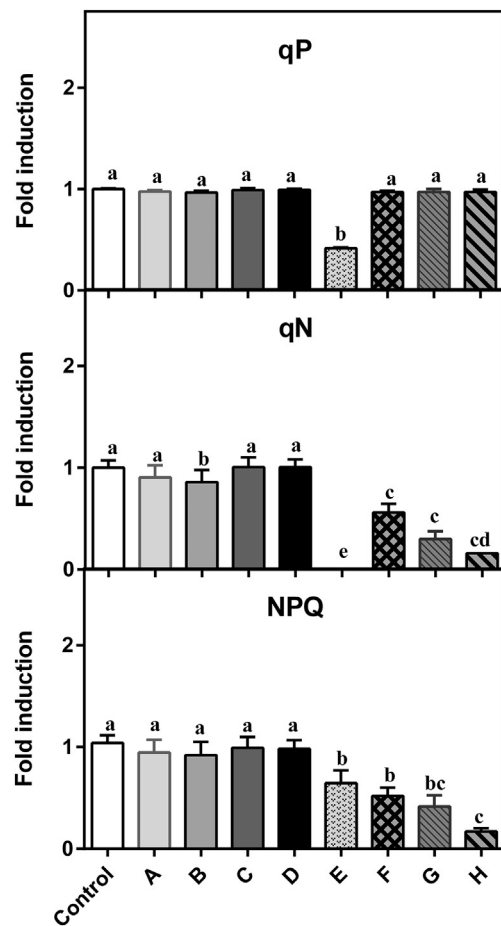 qP
Fold induction
2
1
0
a a a a a b a a a
qN
Fold induction
2
1
0
a a b a a e c c cd
NPQ
Fold induction
2
1
0
a a a a a b b bc c
Control A B C D E F G H